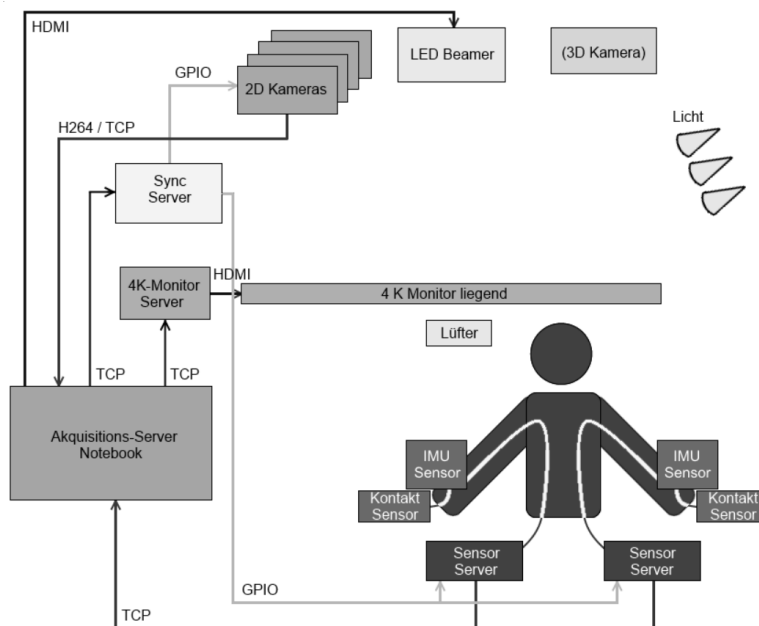 HDMI
LED Beamer
(3D Kamera)
GPIO
2D Kameras
H264 / TCP
Licht
Sync
Server
4K-Monitor
Server
HDMI
4 K Monitor liegend
Lüfter
TCP
TCP
Akquisitions-Server
Notebook
IMU
Sensor
IMU
Sensor
Kontakt
Sensor
Kontakt
Sensor
Sensor
Server
Sensor
Server
GPIO
TCP